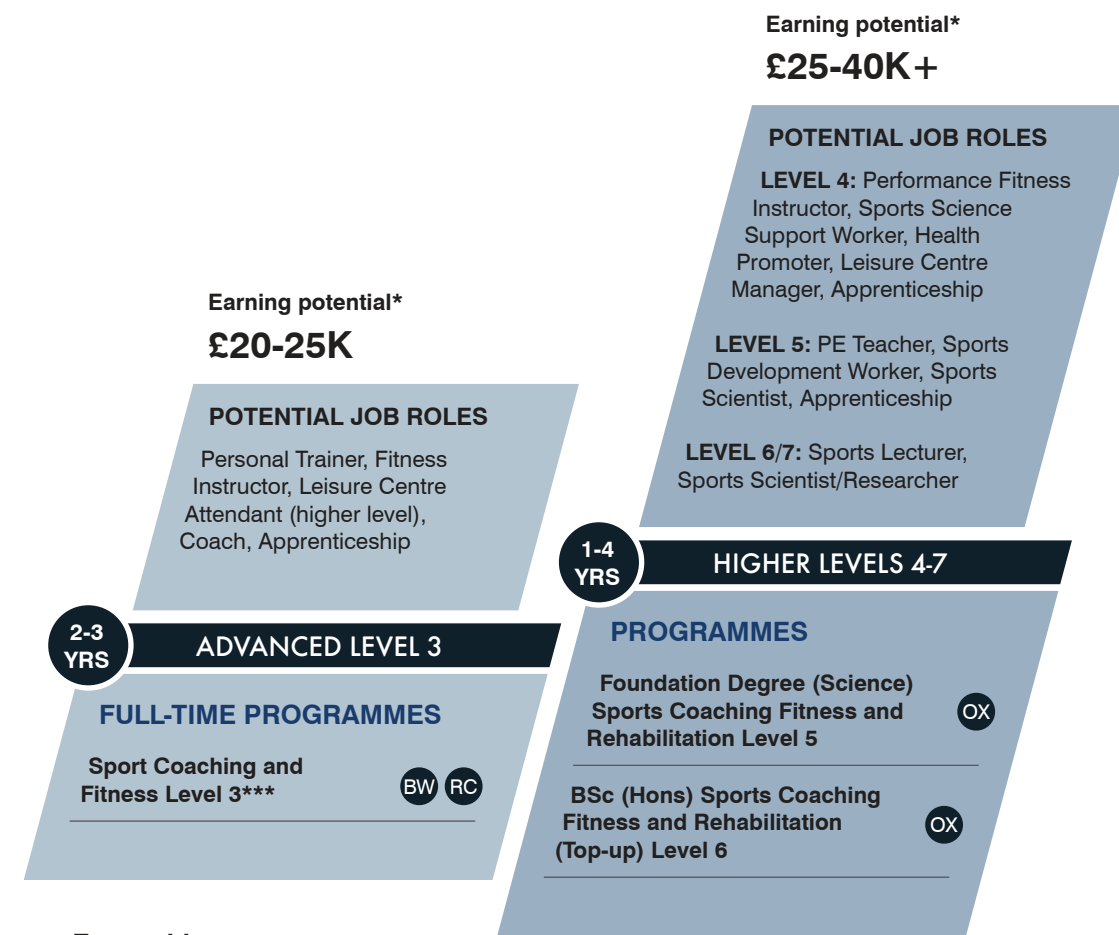 Earning potential*
£25-40K+
POTENTIAL JOB ROLES
LEVEL 4: Performance Fitness
Instructor, Sports Science
Support Worker, Health
Promoter, Leisure Centre
Manager, Apprenticeship
LEVEL 5: PE Teacher, Sports
Development Worker, Sports
Scientist, Apprenticeship
LEVEL 6/7: Sports Lecturer,
Sports Scientist/Researcher
1-4
YRS
HIGHER LEVELS 4-7
PROGRAMMES
Foundation Degree (Science)
Sports Coaching Fitness and
Rehabilitation Level 5
OX
BSc (Hons) Sports Coaching
Fitness and Rehabilitation
(Top-up) Level 6
OX
Earning potential*
£20-25K
POTENTIAL JOB ROLES
Personal Trainer, Fitness
Instructor, Leisure Centre
Attendant (higher level),
Coach, Apprenticeship
2-3
YRS
ADVANCED LEVEL 3
FULL-TIME PROGRAMMES
Sport Coaching and
Fitness Level 3***
BW RC